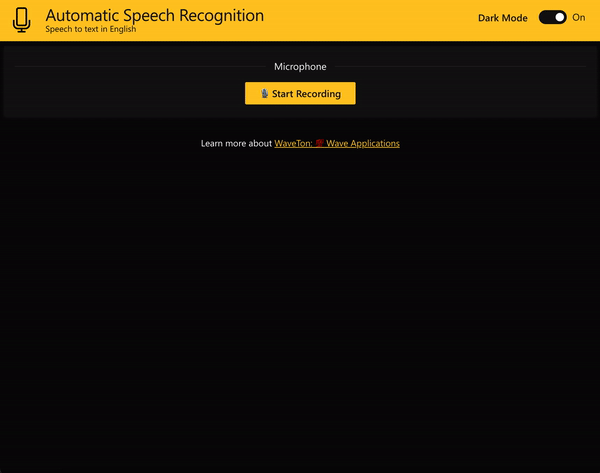 Automatic Speech Recognition
Speech to text in English
Dark Mode On
Microphone
🎙️ Start Recording
Learn more about WaveTon: 💯 Wave Applications